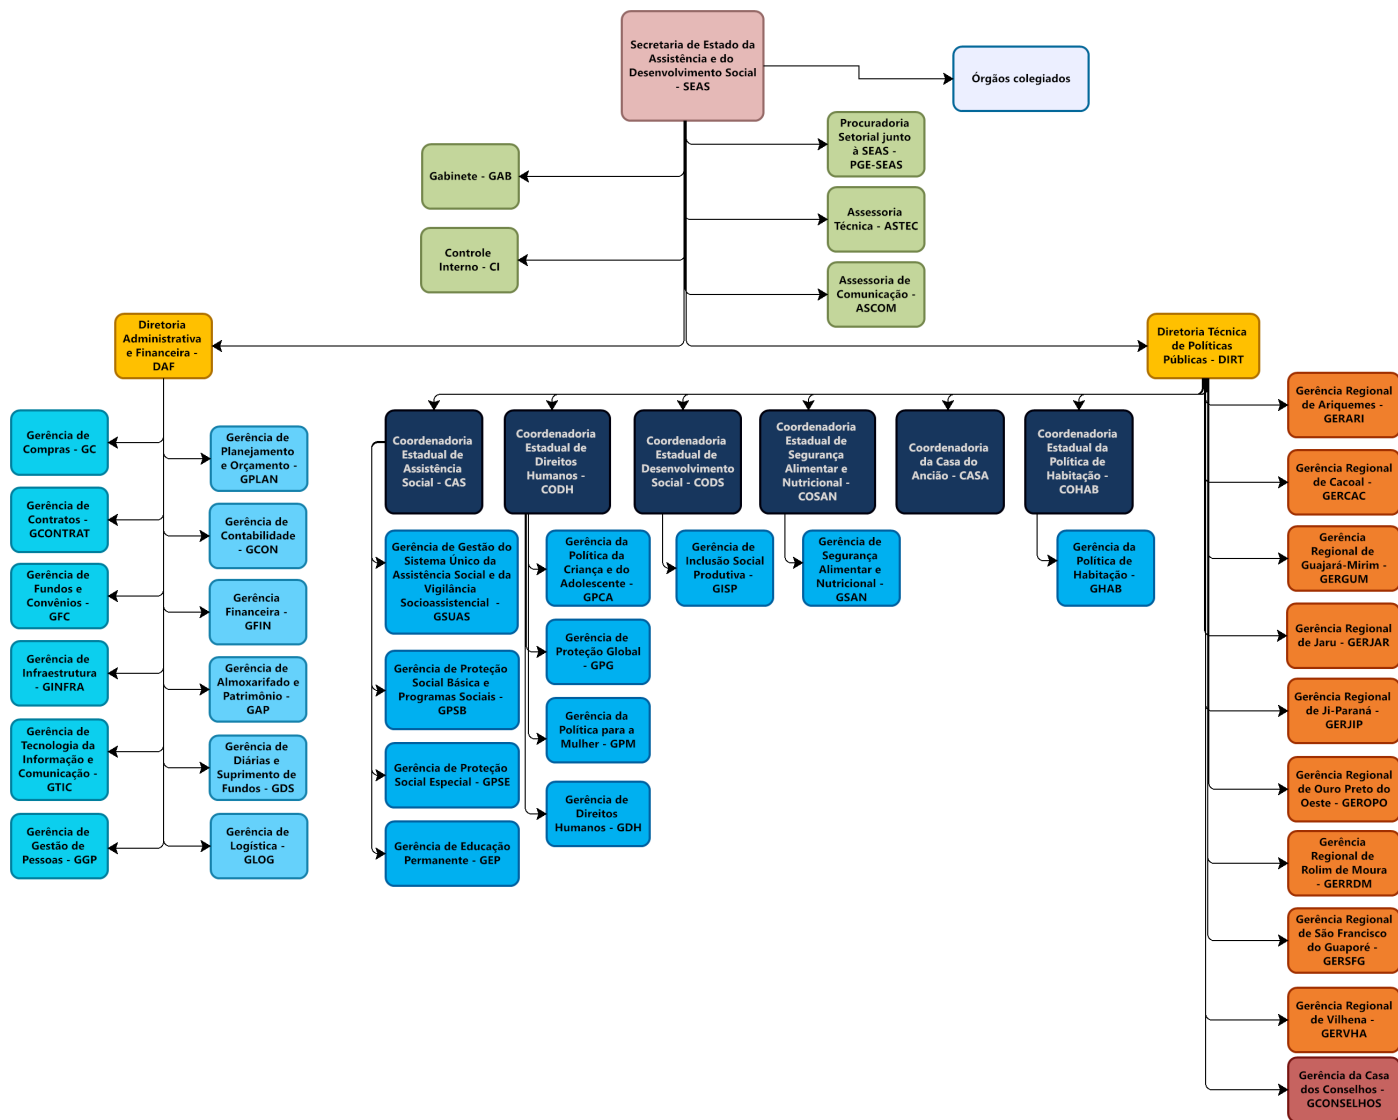 Secretaria de Estado da
Assistência e do
Desenvolvimento Social
- SEAS
Órgãos colegiados
Procuradoria
Setorial junto
à SEAS -
PGE-SEAS
Gabinete - GAB
Assessoria
Técnica - ASTEC
Controle
Interno - CI
Assessoria de
Comunicação -
ASCOM
Diretoria
Administrativa
e Financeira -
DAF
Diretoria Técnica
de Políticas
Públicas - DIRT
Gerência de
Compras - GC
Gerência de
Contratos -
GCONTRAT
Gerência de
Fundos e
Convênios -
GFC
Gerência de
Infraestrutura
- GINFRA
Gerência de
Tecnologia da
Informação e
Comunicação -
GTIC
Gerência de
Gestão de
Pessoas - GGP
Gerência de
Planejamento
e Orçamento -
GPLAN
Gerência de
Contabilidade -
GCON
Gerência
Financeira -
GFIN
Gerência de
Almoxarifado e
Patrimônio -
GAP
Gerência de
Diárias e
Suprimento de
Fundos - GDS
Gerência de
Logística -
GLOG
Coordenadoria
Estadual de
Assistência
Social - CAS
Gerência de Gestão do
Sistema Único da
Assistência Social e da
Vigilância
Socioassistencial -
GSUAS
Gerência de Proteção
Social Básica e
Programas Sociais -
GPSB
Gerência de Proteção
Social Especial - GPSE
Gerência de Educação
Permanente - GEP
Coordenadoria
Estadual de
Direitos
Humanos - CODH
Gerência da
Política da
Criança e do
Adolescente -
GPCA
Gerência de
Proteção Global
- GPG
Gerência da
Política para a
Mulher - GPM
Gerência de
Direitos
Humanos - GDH
Coordenadoria
Estadual de
Desenvolvimento
Social - CODS
Gerência de
Inclusão Social
Produtiva -
GISP
Coordenadoria
Estadual de
Segurança
Alimentar e
Nutricional -
COSAN
Gerência de
Segurança
Alimentar e
Nutricional -
GSAN
Coordenadoria
da Casa do
Ancião - CASA
Coordenadoria
Estadual da
Política de
Habitação -
COHAB
Gerência da
Política de
Habitação -
GHAB
Gerência Regional
de Ariquemes -
GERARI
Gerência Regional
de Cacoal -
GERCAC
Gerência
Regional de
Guajará-Mirim -
GERGUM
Gerência Regional
de Jaru - GERJAR
Gerência Regional
de Ji-Paraná -
GERJIP
Gerência Regional
de Ouro Preto do
Oeste - GEROPO
Gerência
Regional de
Rolim de Moura
- GERRDM
Gerência Regional
de São Francisco
do Guaporé -
GERSFG
Gerência Regional
de Vilhena -
GERVHA
Gerência da Casa
dos Conselhos -
GCONSELHOS